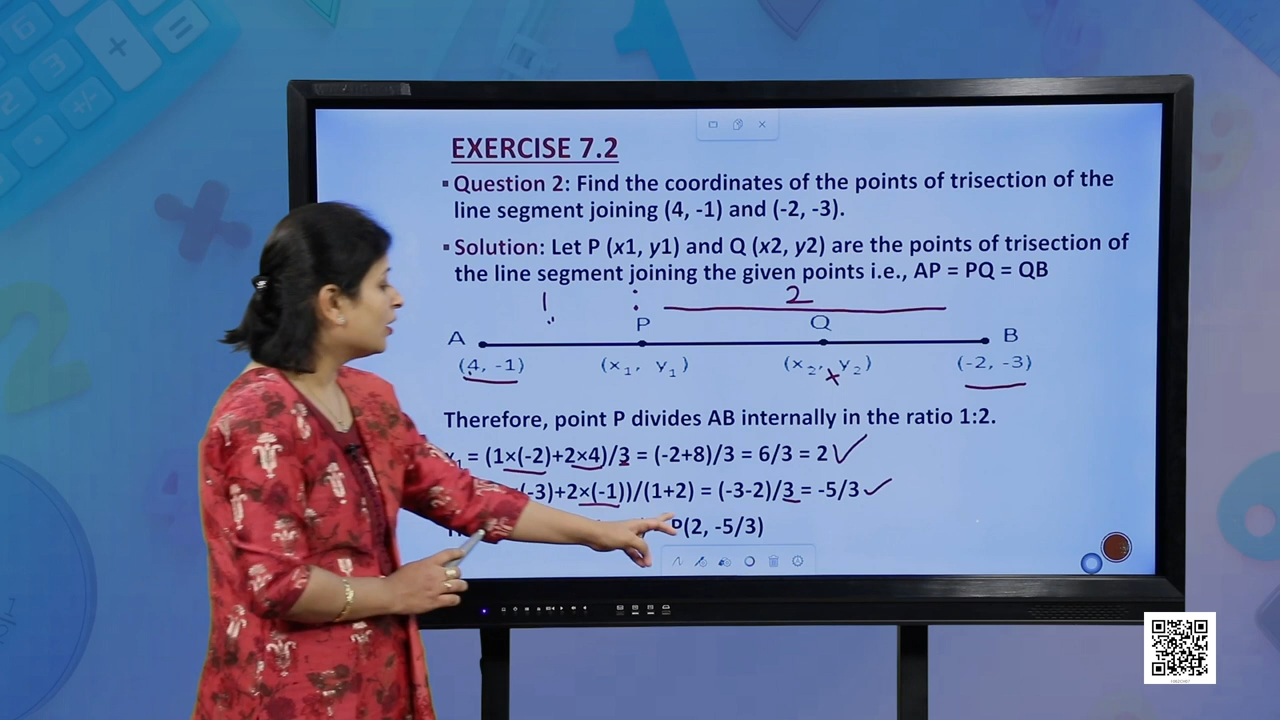 EXERCISE 7.2
▪ Question 2: Find the coordinates of the points of trisection of the
line segment joining (4, -1) and (-2, -3).
▪ Solution: Let P (x1, y1) and Q (x2, y2) are the points of trisection of
the line segment joining the given points i.e., AP = PQ = QB
1 2
A P Q B
(4, -1) (x₁, y₁) (x₂, y₂) (-2, -3)
Therefore, point P divides AB internally in the ratio 1:2.
₁ = (1×(-2)+2×4)/3 = (-2+8)/3 = 6/3 = 2 ✓
(-3)+2×(-1))/(1+2) = (-3-2)/3 = -5/3 ✓
P(2, -5/3)